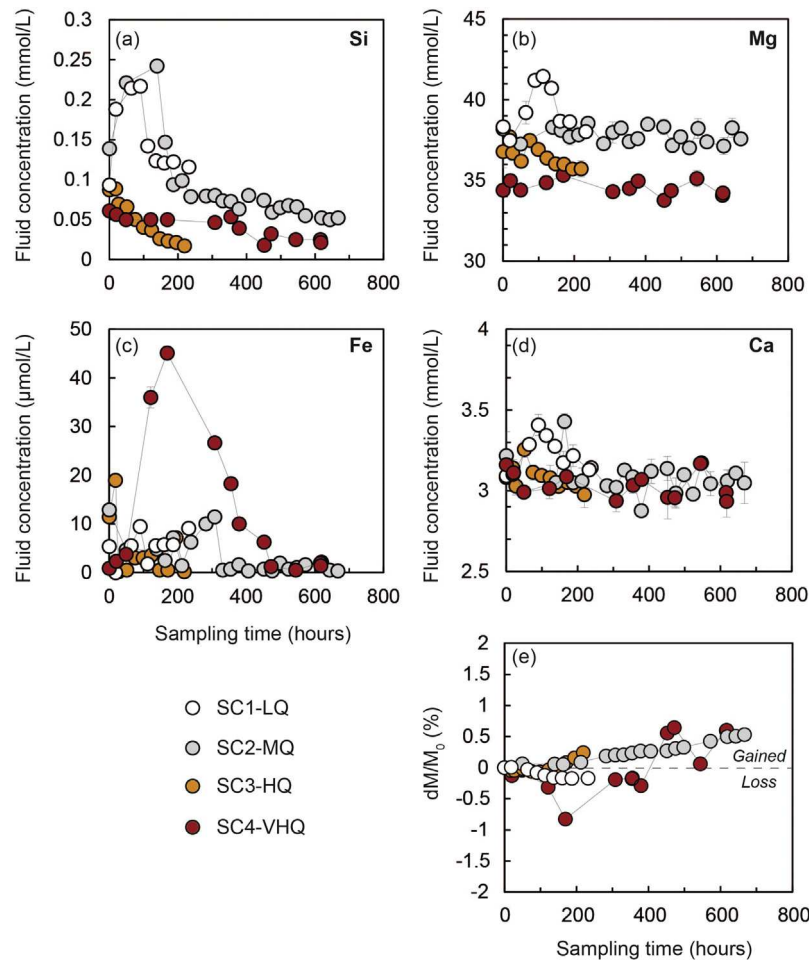 (a) Si
Fluid concentration (mmol/L)
0.3
0.25
0.2
0.15
0.1
0.05
0
0 200 400 600 800
(b) Mg
Fluid concentration (mmol/L)
45
40
35
30
0 200 400 600 800
(c) Fe
Fluid concentration (μmol/L)
50
40
30
20
10
0
0 200 400 600 800
Sampling time (hours)
(d) Ca
Fluid concentration (mmol/L)
4
3.5
3
2.5
0 200 400 600 800
SC1-LQ
SC2-MQ
SC3-HQ
SC4-VHQ
(e)
dM/M0 (%)
2
1.5
1
0.5
0
-0.5
-1
-1.5
-2
Gained
Loss
0 200 400 600 800
Sampling time (hours)